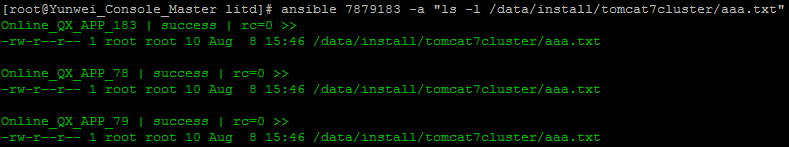 [root@Yunwei_Console_Master litd]# ansible 7879183 -a "ls -l /data/install/tomcat7cluster/aaa.txt"
Online_QX_APP_183 | success | rc=0 >>
-rw-r--r-- 1 root root 10 Aug  8 15:46 /data/install/tomcat7cluster/aaa.txt
Online_QX_APP_78 | success | rc=0 >>
-rw-r--r-- 1 root root 10 Aug  8 15:46 /data/install/tomcat7cluster/aaa.txt
Online_QX_APP_79 | success | rc=0 >>
-rw-r--r-- 1 root root 10 Aug  8 15:46 /data/install/tomcat7cluster/aaa.txt